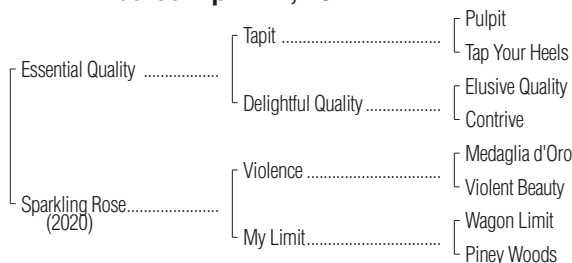 Pulpit
Tapit ........................................
Tap Your Heels
Essential Quality ...................
Elusive Quality
Delightful Quality ...................
Contrive
Medaglia d'Oro
Violence ..................................
Violent Beauty
Sparkling Rose .......................
(2020)
Wagon Limit
My Limit ..................................
Piney Woods